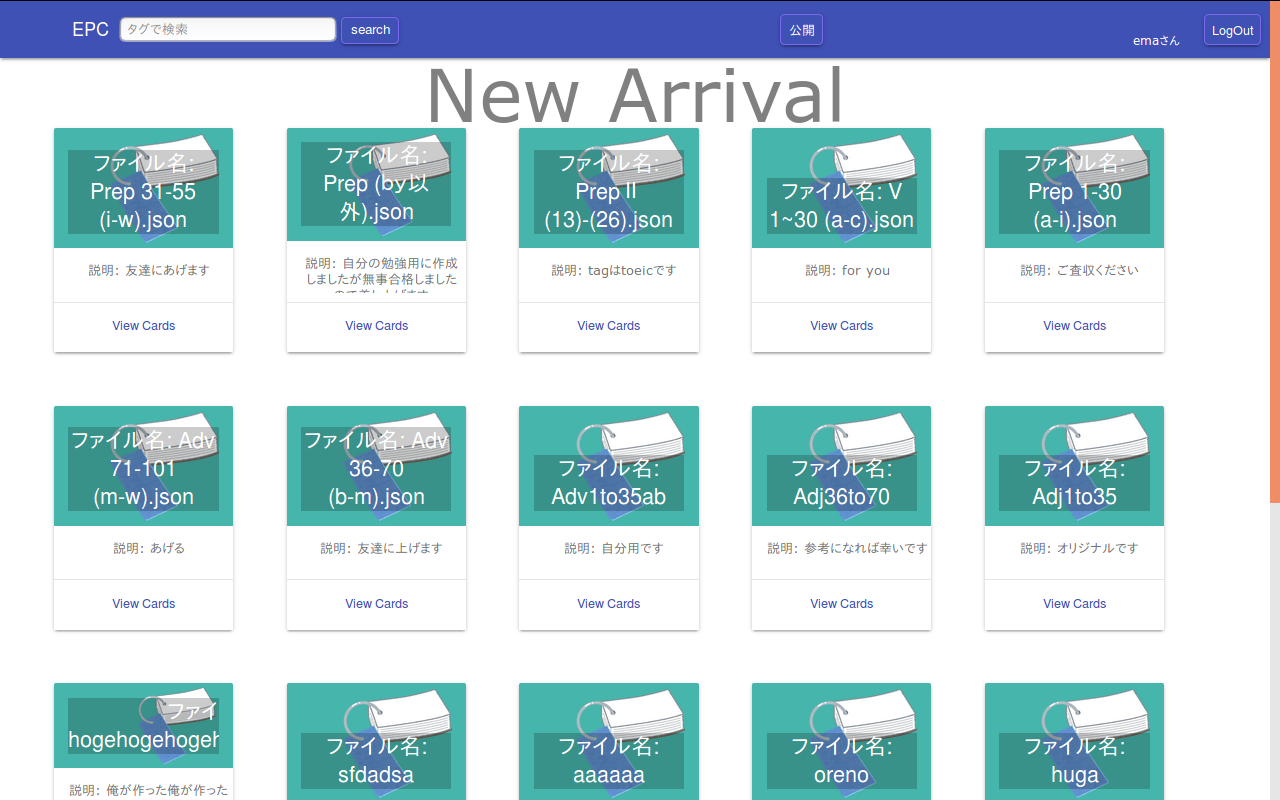 EPC タグで検索 search 公開 emaさん LogOut
New Arrival
ファイル名:
Prep 31-55
(i-w).json
説明: 友達にあげます
View Cards
ファイル名:
Prep (by以
外).json
説明: 自分の勉強用に作成
しましたが無事合格しました
ので差し上げます
View Cards
ファイル名:
Prep II
(13)-(26).json
説明: tagはtoeicです
View Cards
ファイル名: V
1~30 (a-c).json
説明: for you
View Cards
ファイル名:
Prep 1-30
(a-i).json
説明: ご査収ください
View Cards
ファイル名: Adv
71-101
(m-w).json
説明: あげる
View Cards
ファイル名: Adv
36-70
(b-m).json
説明: 友達に上げます
View Cards
ファイル名:
Adv1to35ab
説明: 自分用です
View Cards
ファイル名:
Adj36to70
説明: 参考になれば幸いです
View Cards
ファイル名:
Adj1to35
説明: オリジナルです
View Cards
ファイ
hogehogehogeh
説明: 俺が作った俺が作った
ファイル名:
sfdadsa
ファイル名:
aaaaaa
ファイル名:
oreno
ファイル名:
huga